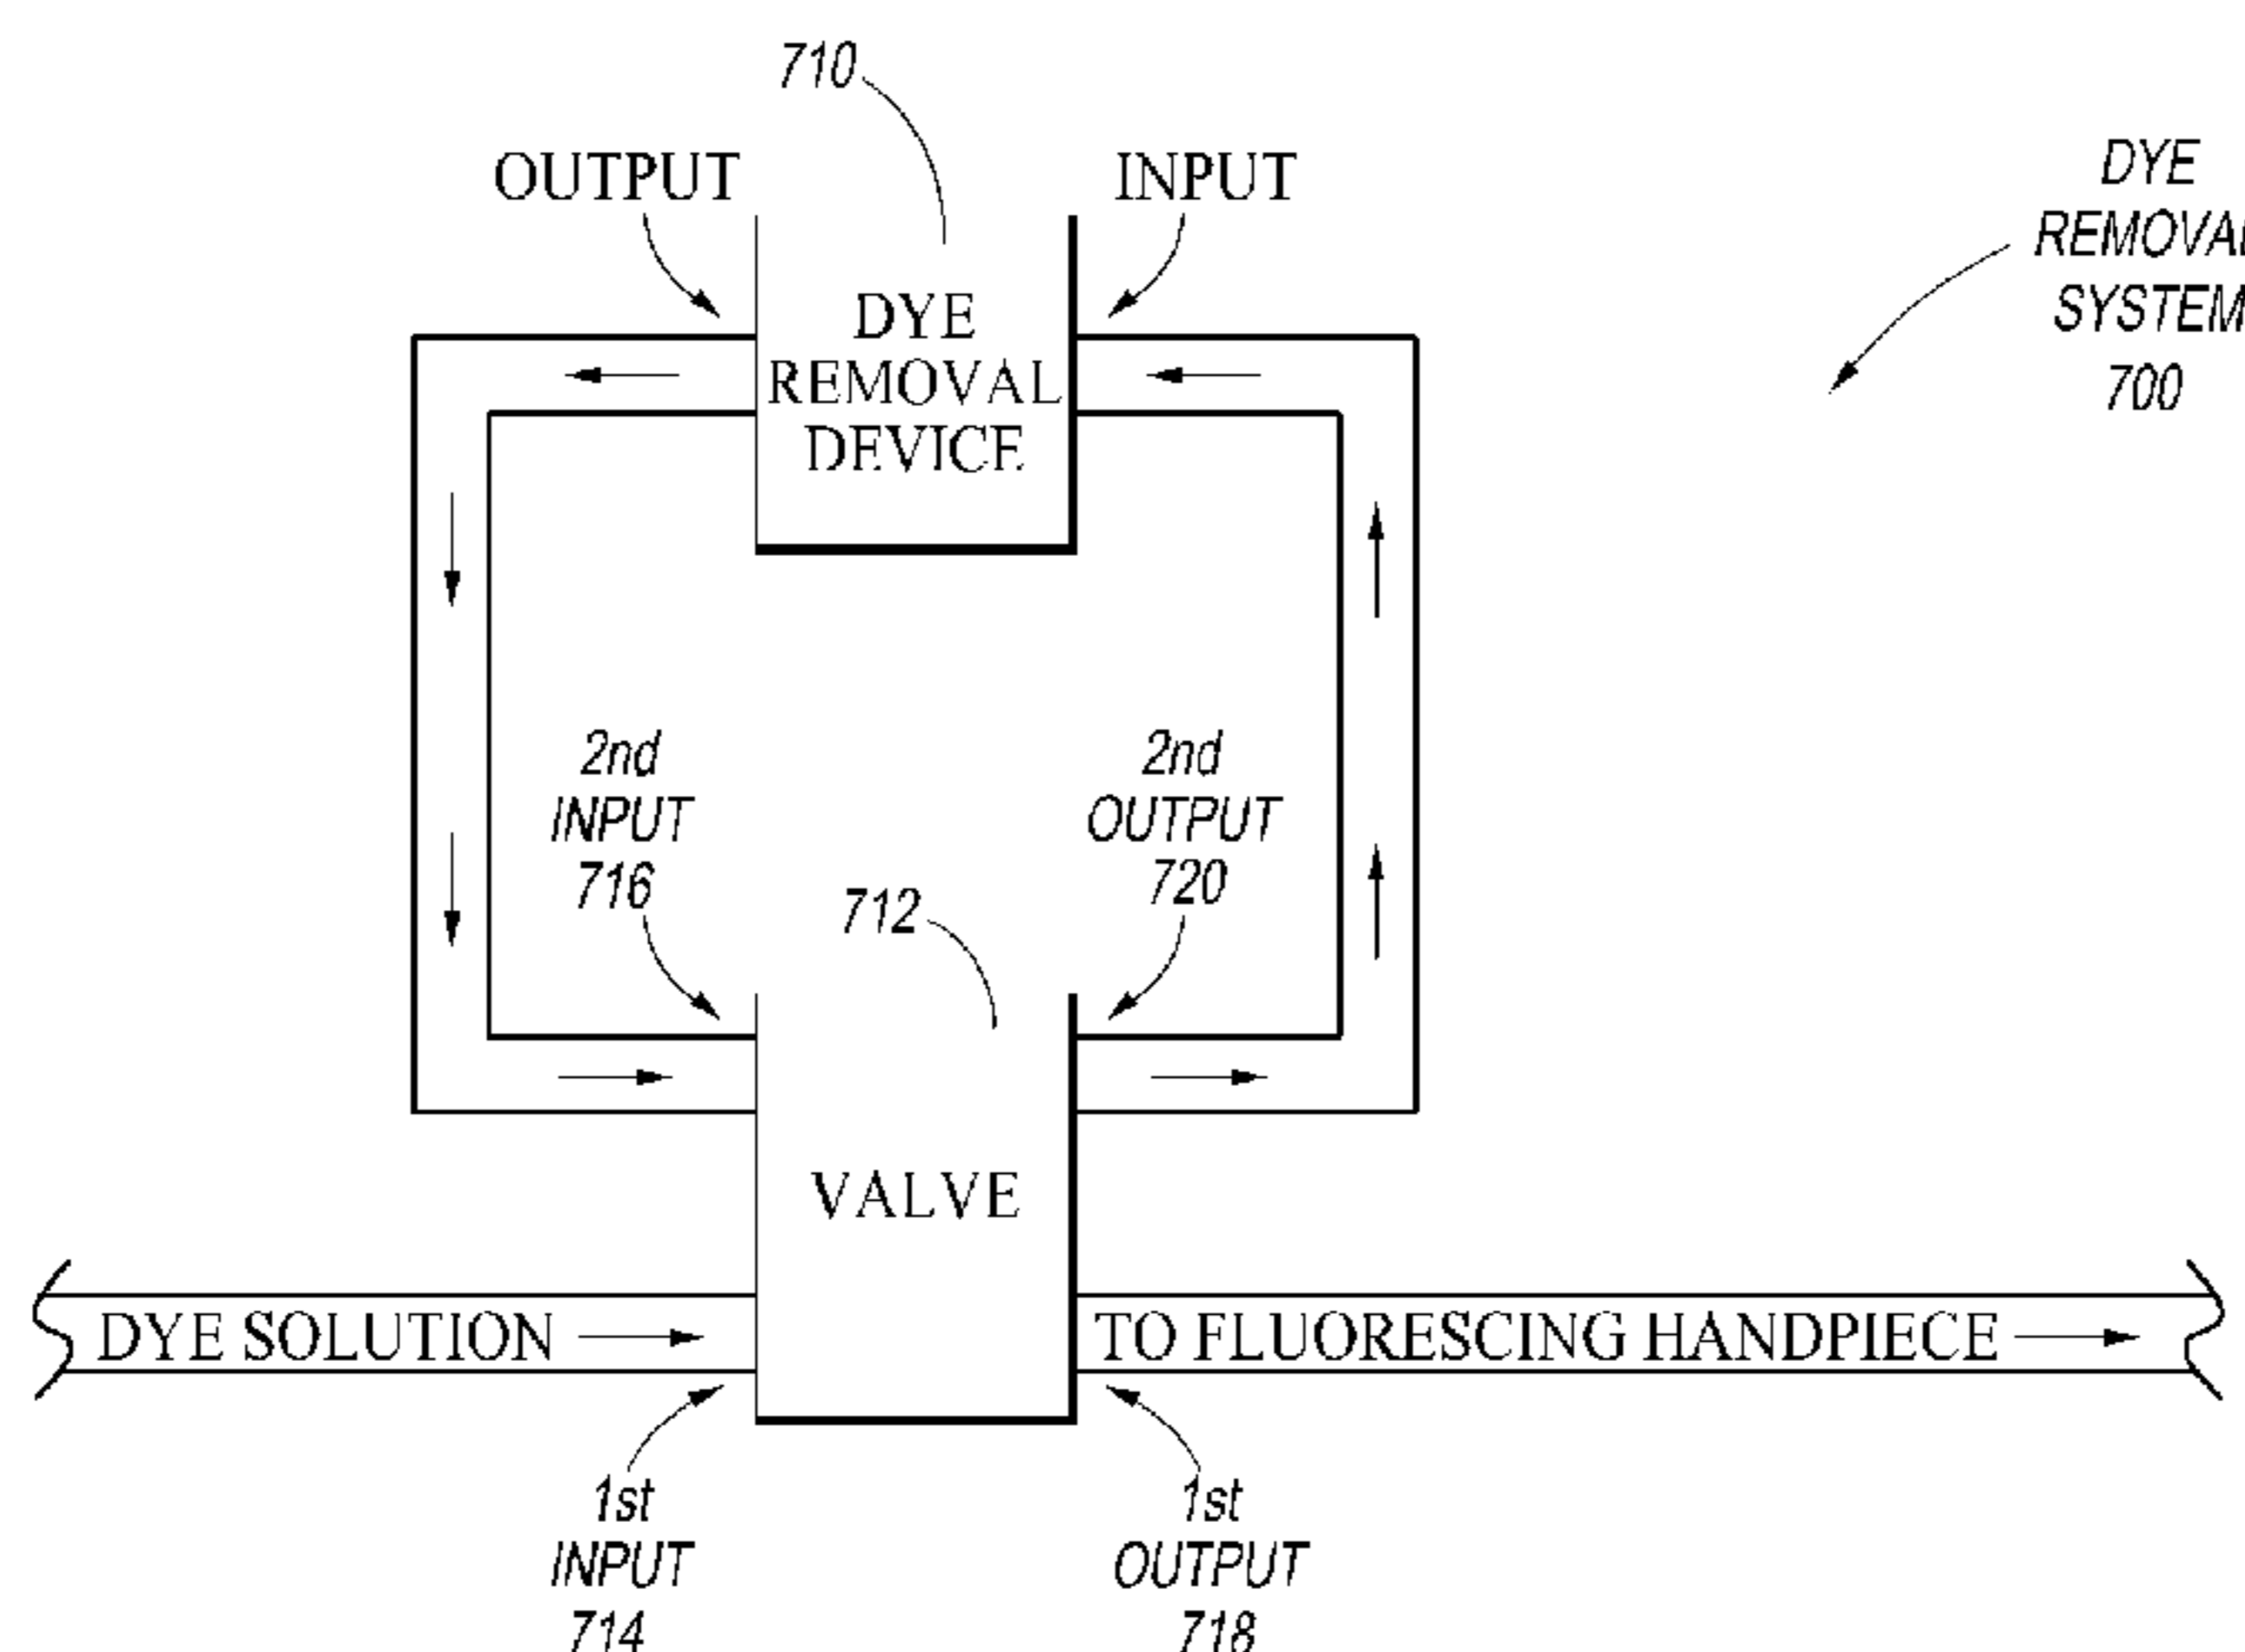 710
OUTPUT
INPUT
DYE
REMOVAL
SYSTEM
700
DYE
REMOVAL
DEVICE
2nd
INPUT
716
2nd
OUTPUT
720
712
VALVE
DYE SOLUTION
TO FLUORESCING HANDPIECE
1st
INPUT
714
1st
OUTPUT
718